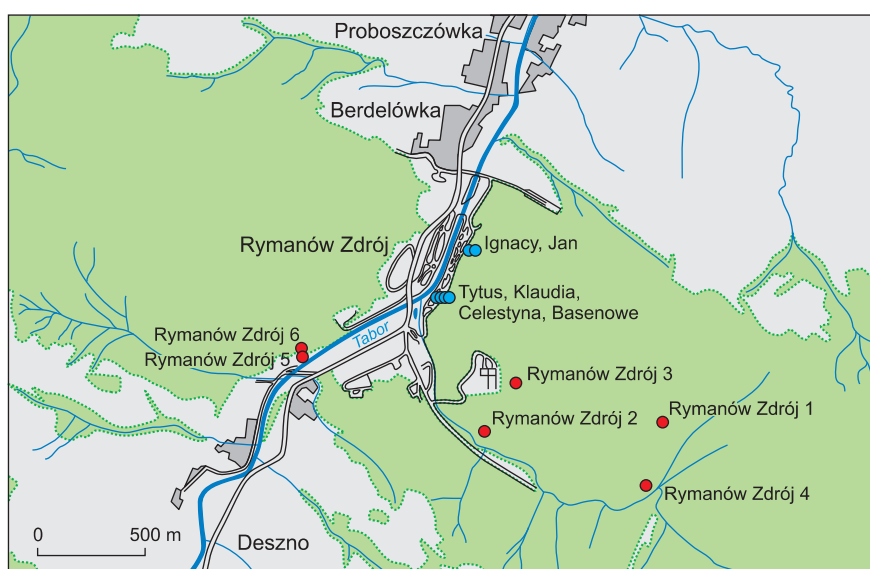 Proboszczówka
Berdelówka
Rymanów Zdrój
Ignacy, Jan
Tytus, Klaudia,
Celestyna, Basenowe
Tabor
Rymanów Zdrój 6
Rymanów Zdrój 5
Rymanów Zdrój 3
Rymanów Zdrój 2
Rymanów Zdrój 1
Rymanów Zdrój 4
Deszno
0 500 m